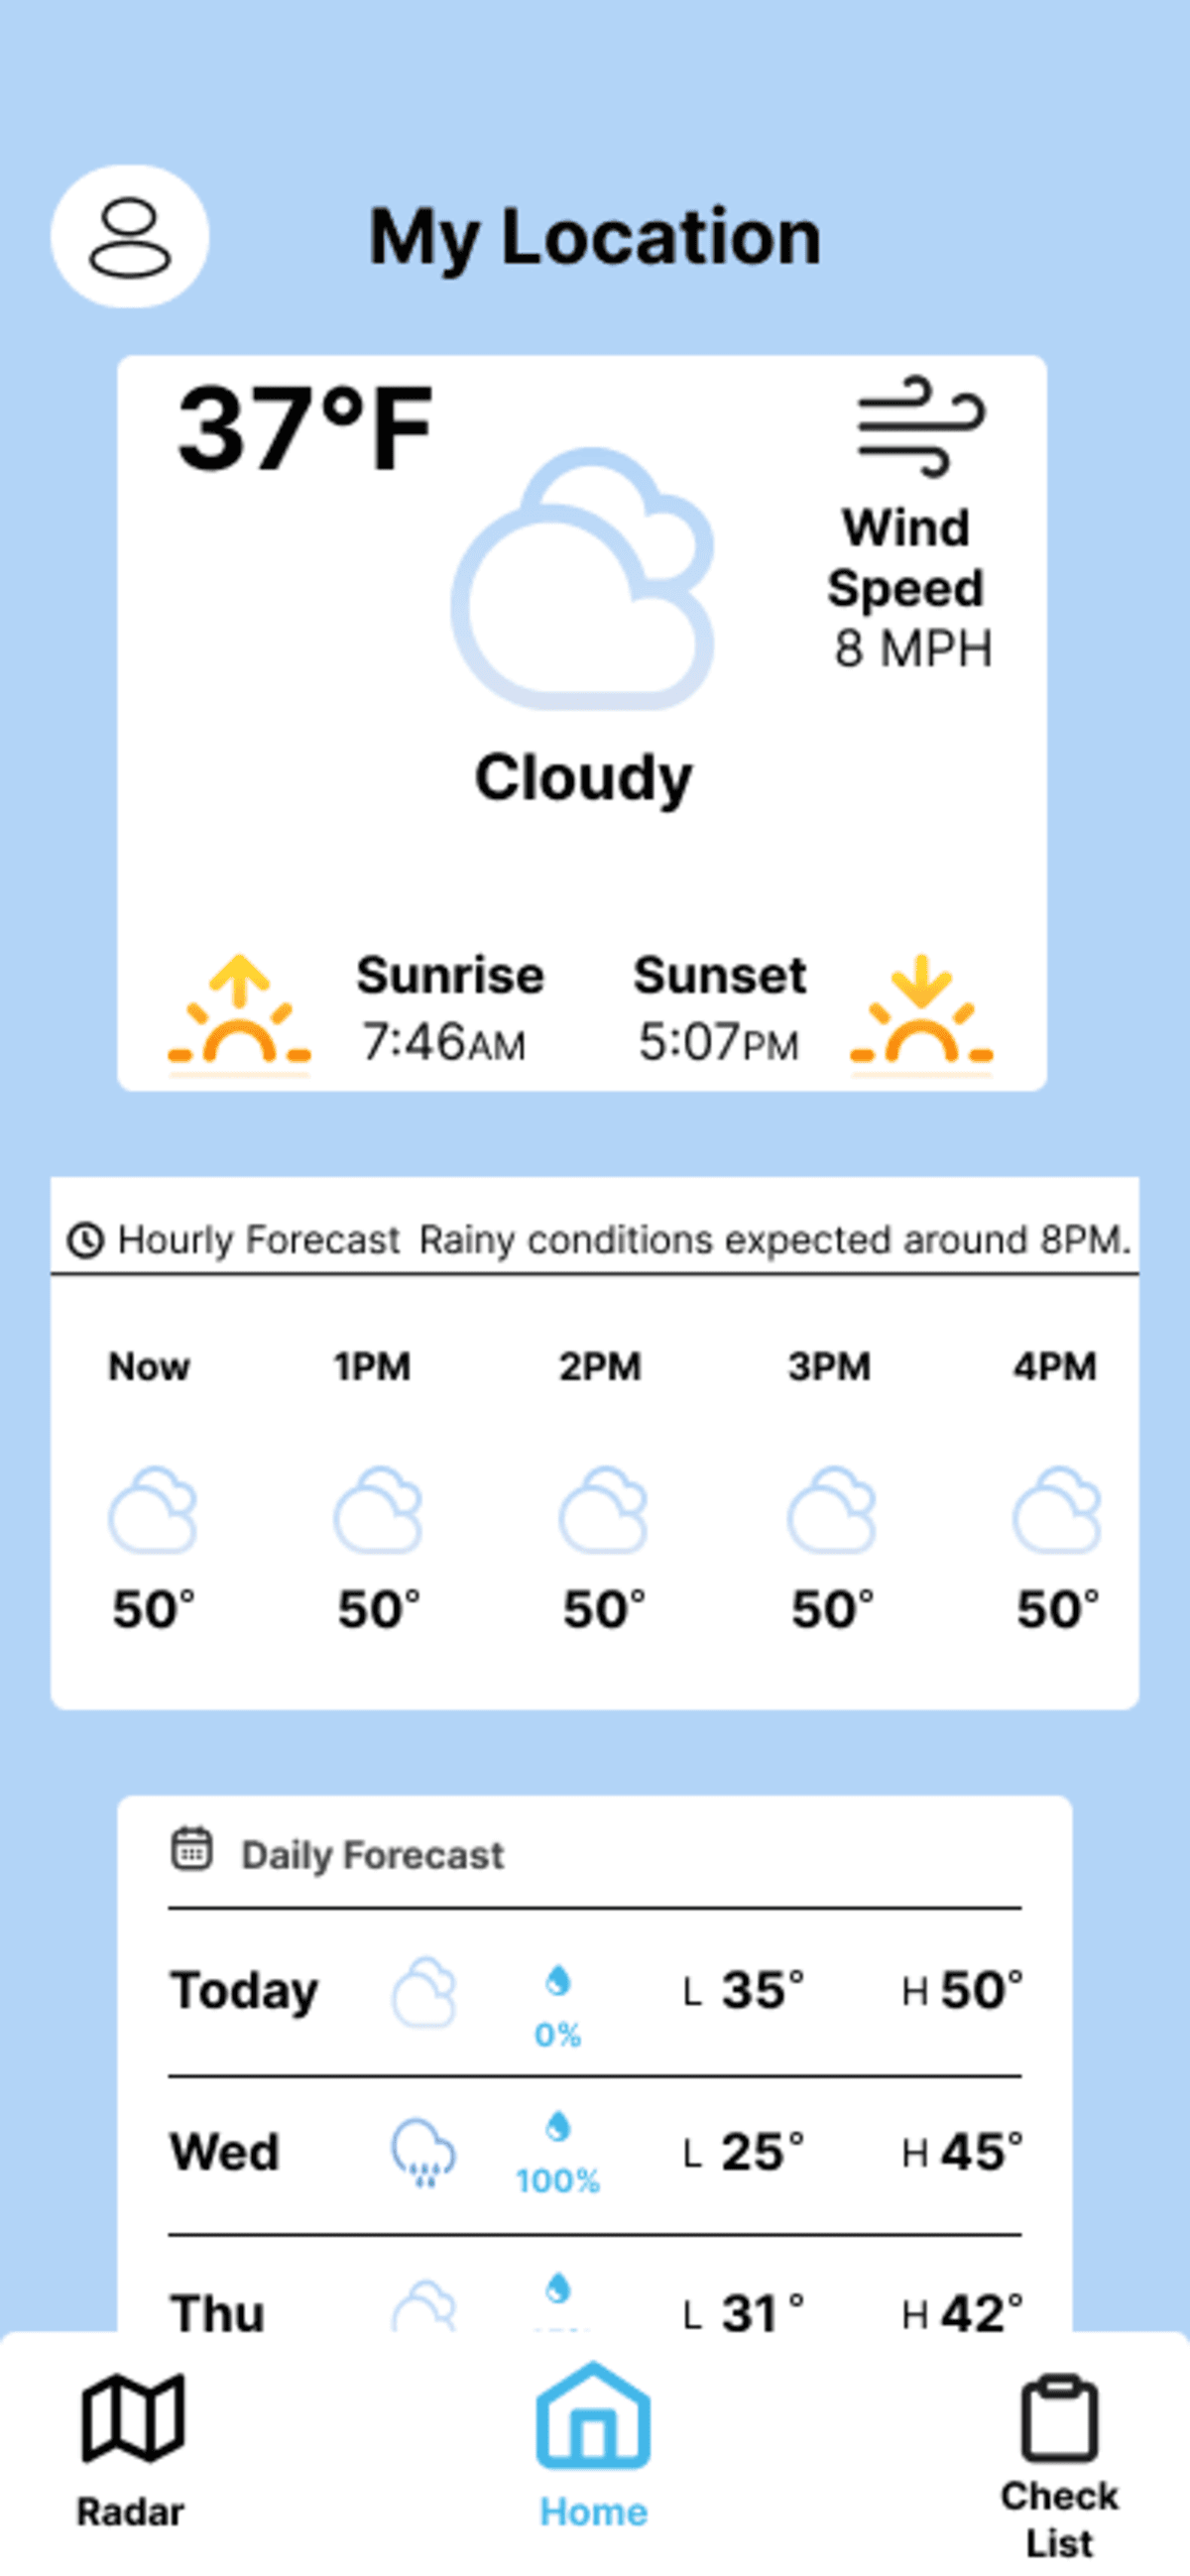 My Location
37°F
Wind
Speed
8 MPH
Cloudy
Sunrise Sunset
7:46AM 5:07PM
Hourly Forecast Rainy conditions expected around 8PM.
Now 1PM 2PM 3PM 4PM
50° 50° 50° 50° 50°
Daily Forecast
Today L 35° H 50°
0%
Wed L 25° H 45°
100%
Thu L 31° H 42°
Radar Home Check
List